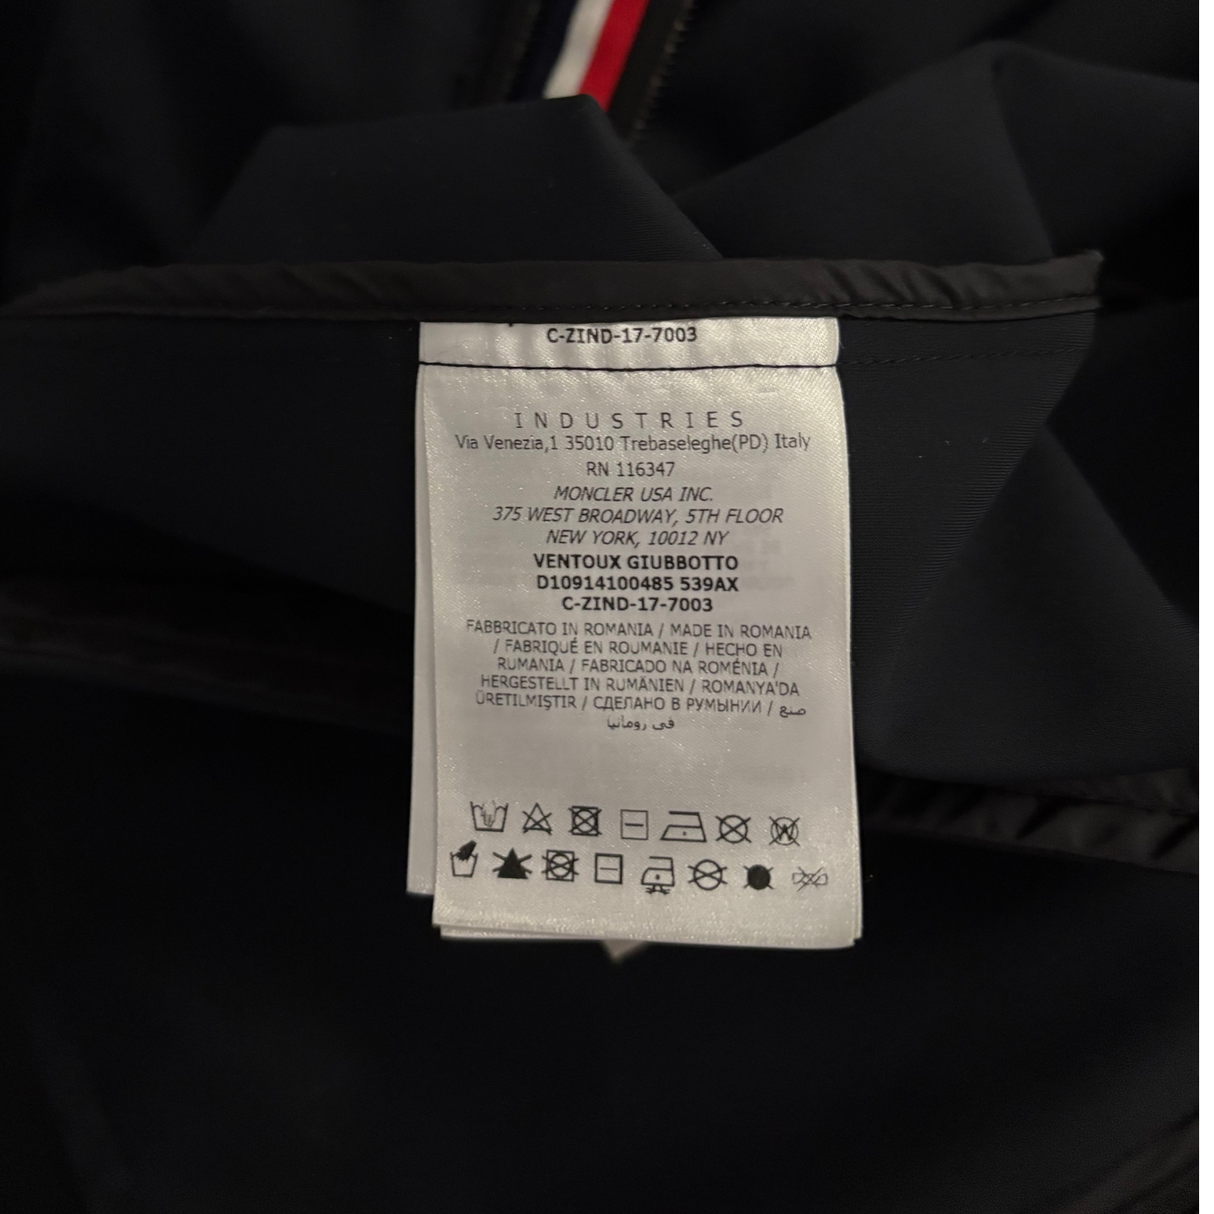 C-ZIND-17-7003
INDUSTRIES
Via Venezia,1 35010 Trebaseleghe(PD) Italy
RN 116347
MONCLER USA INC.
375 WEST BROADWAY, 5TH FLOOR
NEW YORK, 10012 NY
VENTOUX GIUBBOTTO
D10914100485 539AX
C-ZIND-17-7003
FABBRICATO IN ROMANIA / MADE IN ROMANIA
/ FABRIQUÉ EN ROUMANIE / HECHO EN
RUMANIA / FABRICADO NA ROMÉNIA /
HERGESTELLT IN RUMÄNIEN / ROMANYA'DA
ÜRETILMIŞTIR / СДЕЛАНО В РУМЫНИИ / صنع
في رومانيا
W